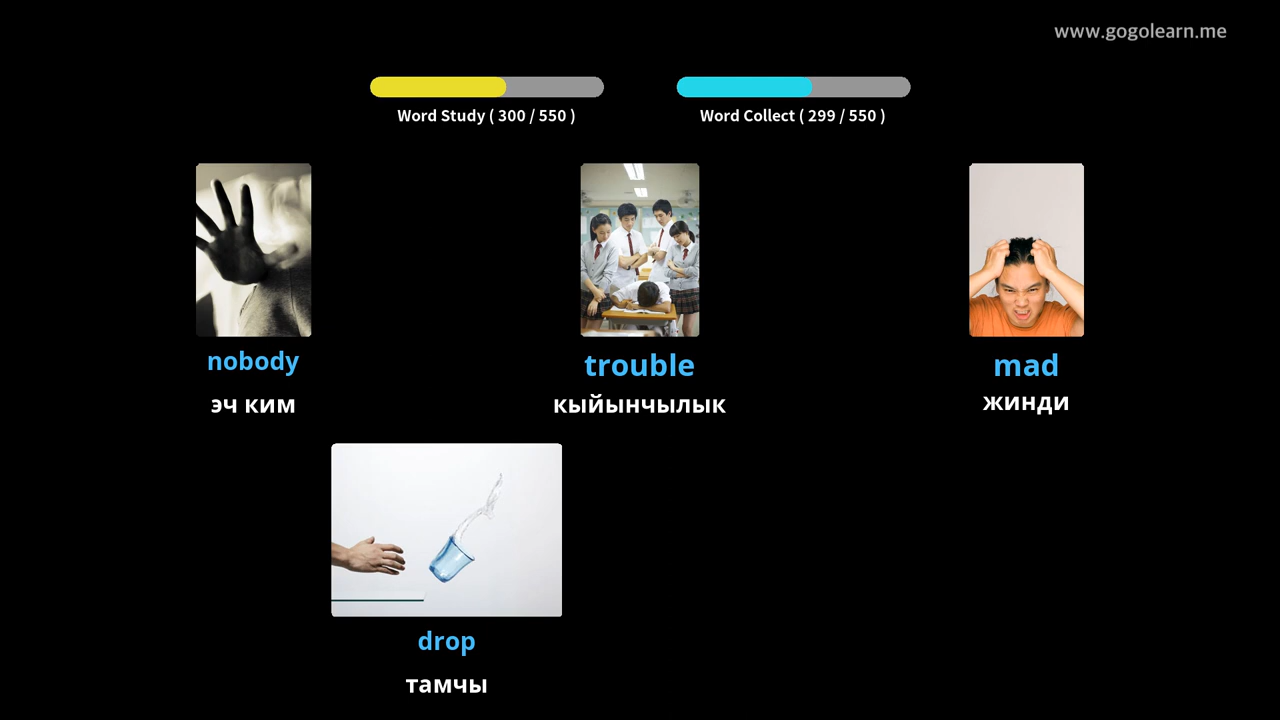 www.gogolearn.me
Word Study ( 300 / 550 )
Word Collect ( 299 / 550 )
nobody
эч ким
trouble
кыйынчылык
mad
жинди
drop
тамчы